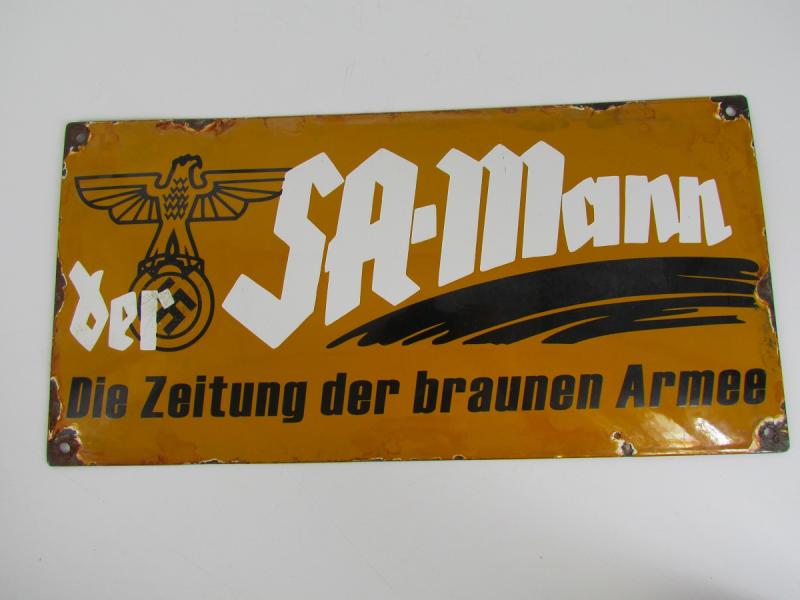 der SA-Mann
Die Zeitung der braunen Armee